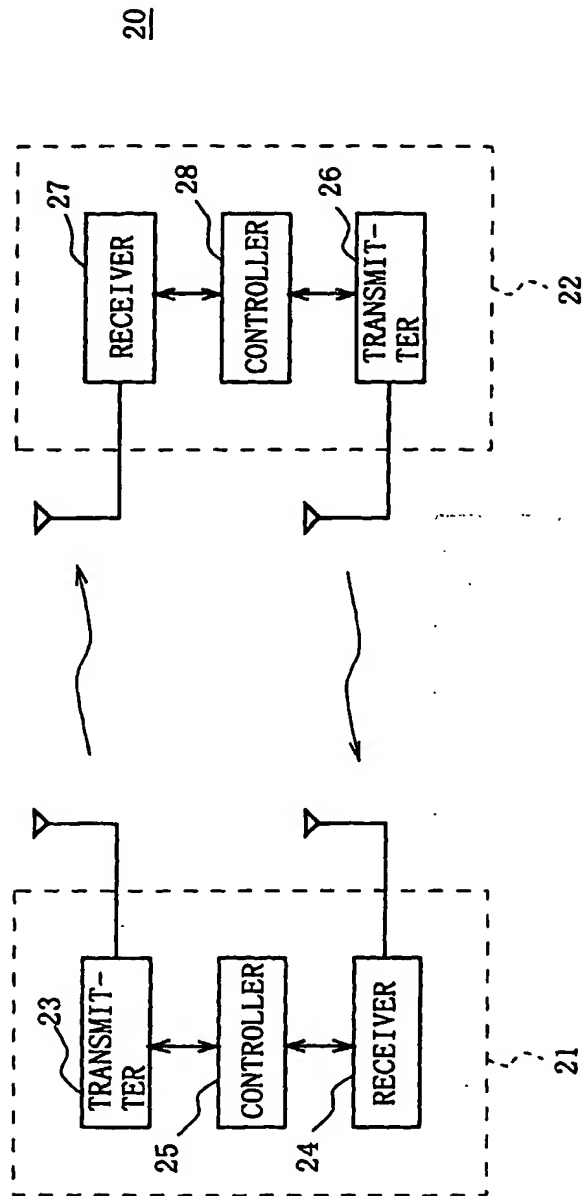 20
23
TRANSMIT-
TER
25
CONTROLLER
24
RECEIVER
21
27
RECEIVER
28
CONTROLLER
26
TRANSMIT-
TER
22